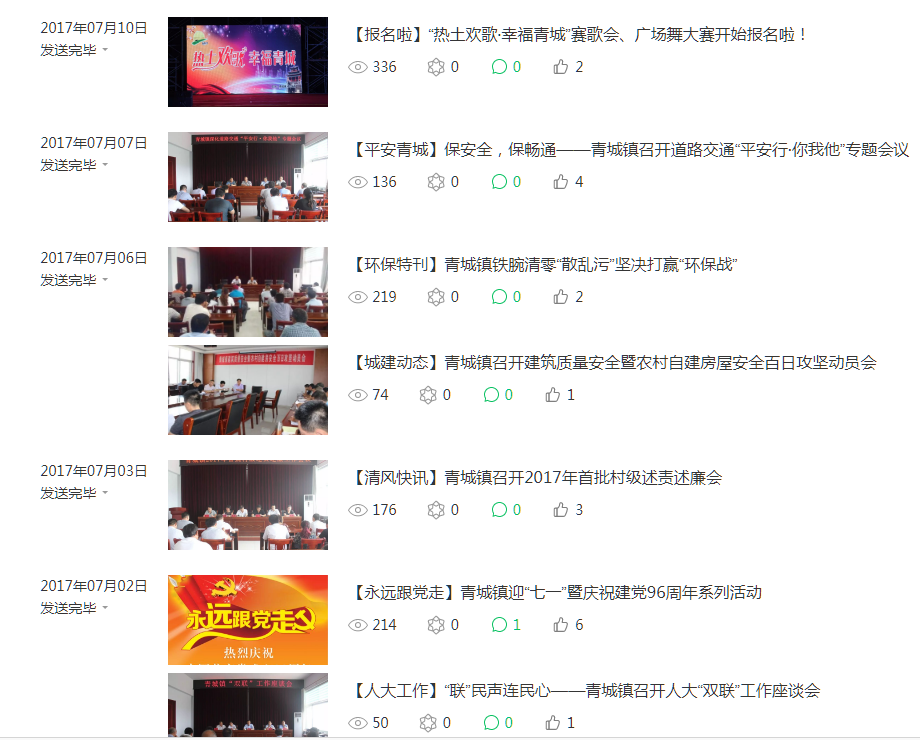 2017年07月10日
发送完毕
热土欢歌 幸福青城
【报名啦】“热土欢歌·幸福青城”赛歌会、广场舞大赛开始报名啦！
336 0 0 2
2017年07月07日
发送完毕
【平安青城】保安全，保畅通——青城镇召开道路交通“平安行·你我他”专题会议
136 0 0 4
2017年07月06日
发送完毕
【环保特刊】青城镇铁腕清零“散乱污”坚决打赢“环保战”
219 0 0 2
【城建动态】青城镇召开建筑质量安全暨农村自建房屋安全百日攻坚动员会
74 0 0 1
2017年07月03日
发送完毕
【清风快讯】青城镇召开2017年首批村级述责述廉会
176 0 0 3
2017年07月02日
发送完毕
永远跟党走
热烈庆祝
【永远跟党走】青城镇迎“七一”暨庆祝建党96周年系列活动
214 0 1 6
青城镇“双联”工作座谈会
【人大工作】“联”民声连民心——青城镇召开人大“双联”工作座谈会
50 0 0 1